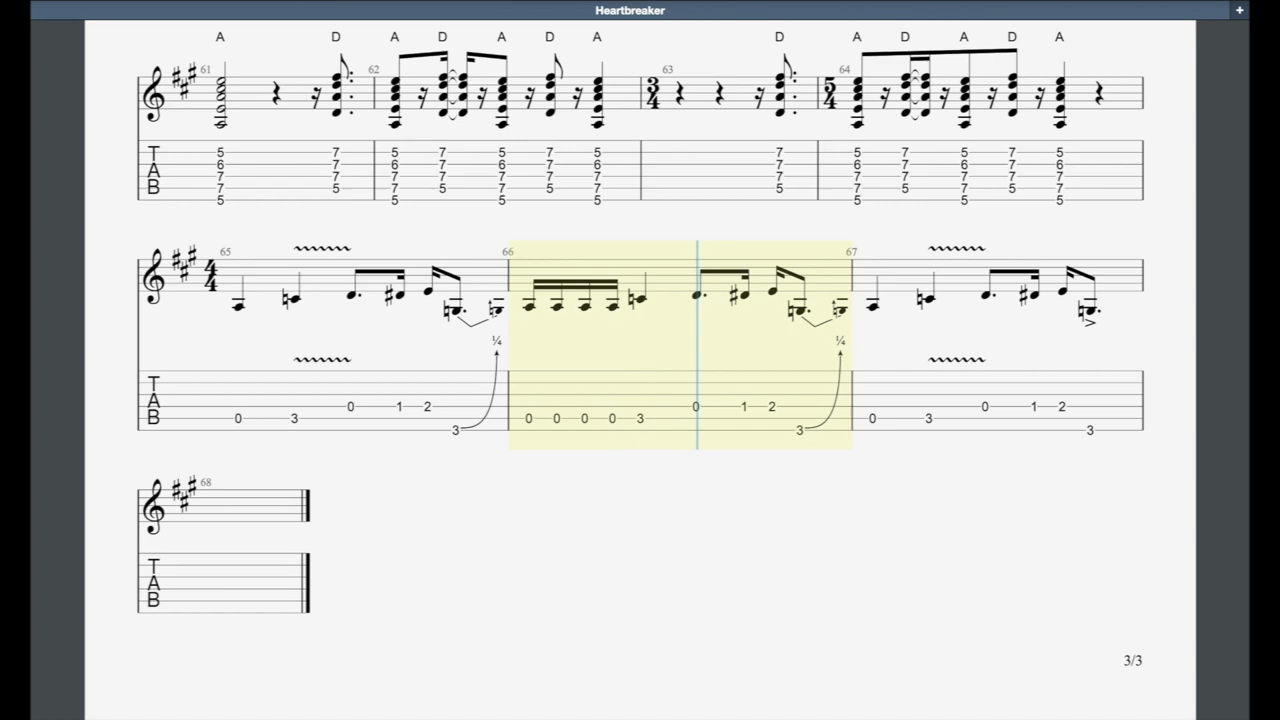 Heartbreaker +
A D A D A D A D A D A D A
61 62 63 64
3 4 5 4
T 5 7 5 7 5 7 5 7 5 7 5 7 5
6 7 6 7 6 7 6 7 6 7 6 7 6
A 7 7 7 7 7 7 7 7 7 7 7 7 7
B 7 5 7 5 7 5 7 5 7 5 7 5 7
5 5 5 5 5 5 5
65 66 67
4 4
¼ ¼
T
A 0 1 2 0 1 2 0 1 2
B 0 3 0 0 0 0 3 0 3
3 3 3
68
T
A
B
3/3